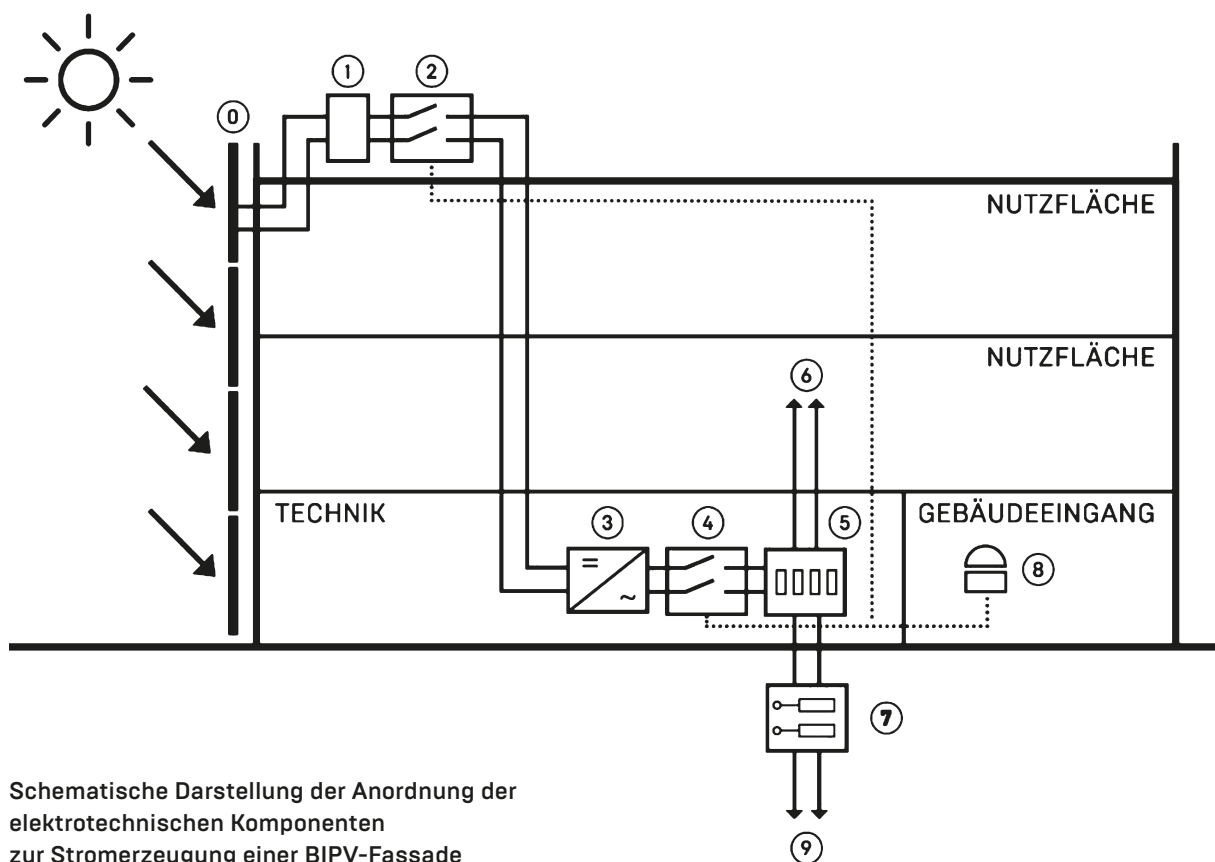 0
1
2
NUTZFLÄCHE
NUTZFLÄCHE
6
TECHNIK
3
4
5
GEBÄUDEEINGANG
8
7
Schematische Darstellung der Anordnung der
elektrotechnischen Komponenten
zur Stromerzeugung einer BIPV-Fassade
9